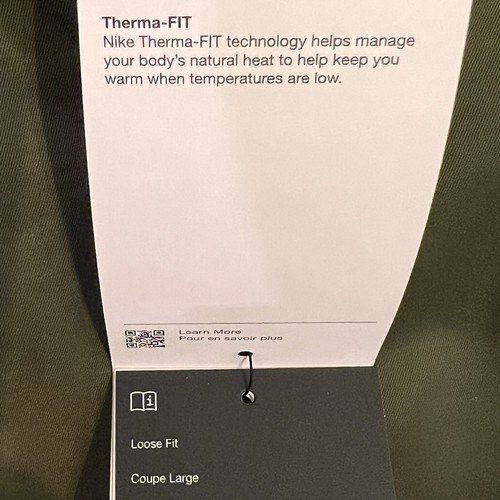 Therma-FIT
Nike Therma-FIT technology helps manage
your body's natural heat to help keep you
warm when temperatures are low.
Learn More
Pour en savoir plus
i
Loose Fit
Coupe Large